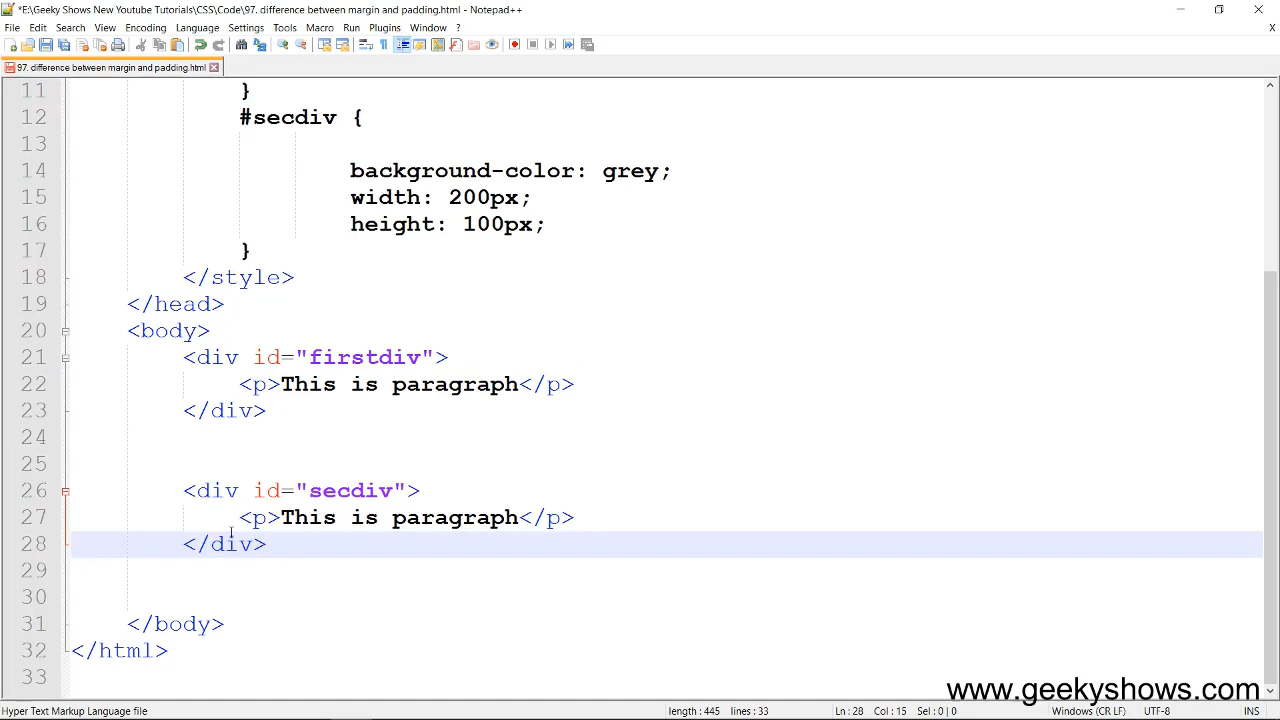 *E:\Geeky Shows New Youtube Tutorials\CSS\Code\97. difference between margin and padding.html - Notepad++
File Edit Search View Encoding Language Settings Tools Macro Run Plugins Window ? X
97. difference between margin and padding.html
11 }
12 #secdiv {
13
14 background-color: grey;
15 width: 200px;
16 height: 100px;
17 }
18 </style>
19 </head>
20 <body>
21 <div id="firstdiv">
22 <p>This is paragraph</p>
23 </div>
24
25
26 <div id="secdiv">
27 <p>This is paragraph</p>
28 </div>
29
30
31 </body>
32 </html>
33
www.geekyshows.com
Hyper Text Markup Language file length : 445 lines : 33 Ln : 28 Col : 15 Sel : 0 | 0 Windows (CR LF) UTF-8 INS